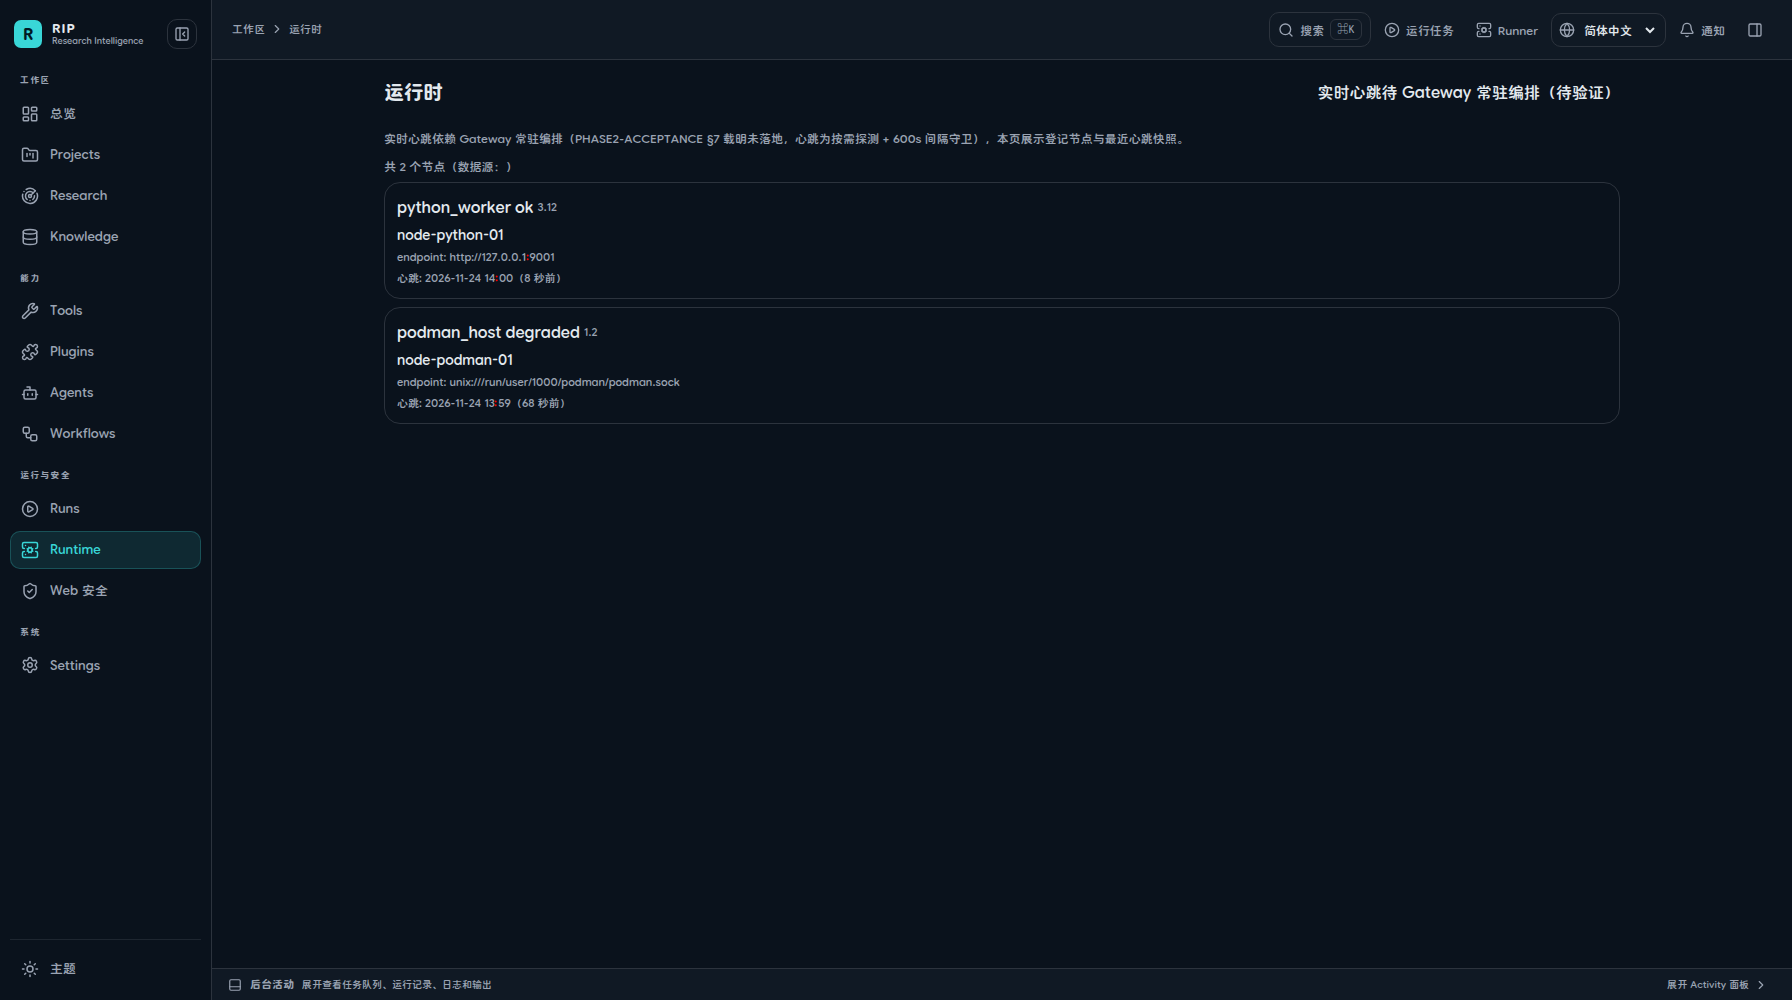 R
RIP
Research Intelligence
工作区
总览
Projects
Research
Knowledge
能力
Tools
Plugins
Agents
Workflows
运行与安全
Runs
Runtime
Web 安全
系统
Settings
主题
工作区 > 运行时
搜索 ⌘K
运行任务
Runner
简体中文
通知
运行时
实时心跳待 Gateway 常驻编排（待验证）
实时心跳依赖 Gateway 常驻编排（PHASE2-ACCEPTANCE §7 载明未落地，心跳为按需探测 + 600s 间隔守卫），本页展示登记节点与最近心跳快照。
共 2 个节点（数据源：）
python_worker ok 3.12
node-python-01
endpoint: http://127.0.0.1:9001
心跳: 2026-11-24 14:00（8 秒前）
podman_host degraded 1.2
node-podman-01
endpoint: unix:///run/user/1000/podman/podman.sock
心跳: 2026-11-24 13:59（68 秒前）
后台活动 展开查看任务队列、运行记录、日志和输出
展开 Activity 面板 >